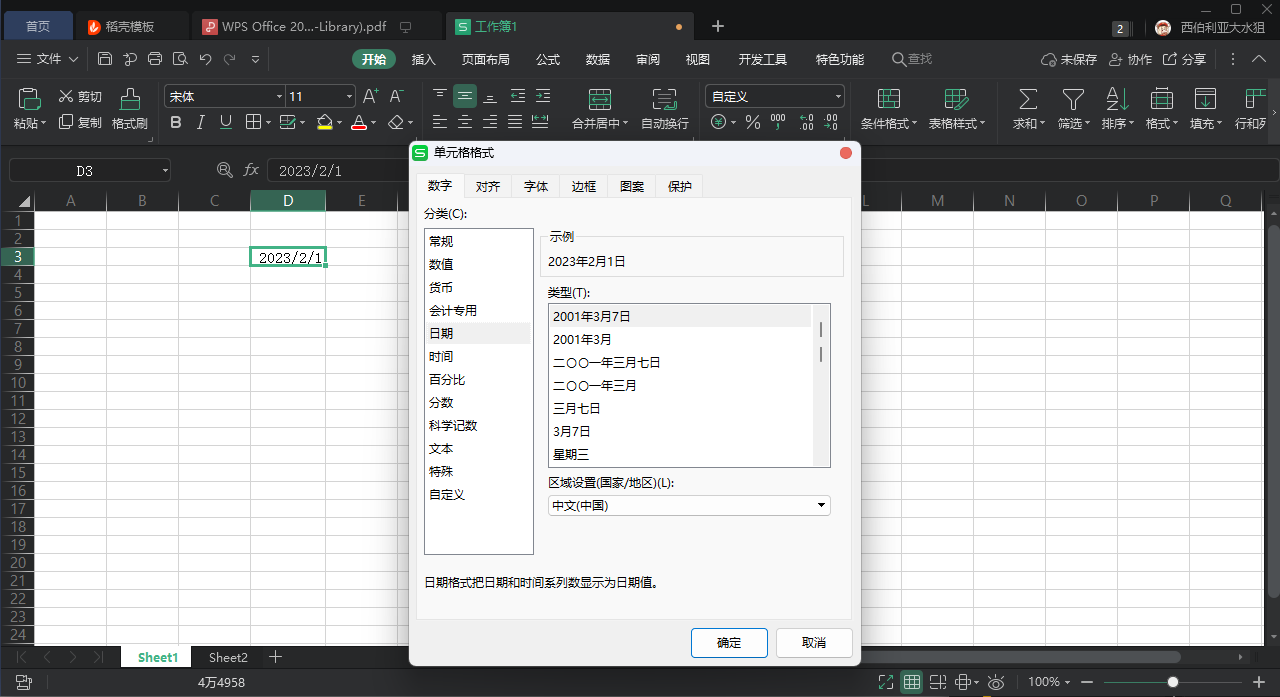 首页 稻壳模板 WPS Office 20...-Library).pdf 工作簿1 2 西伯利亚大水狙
文件 开始 插入 页面布局 公式 数据 审阅 视图 开发工具 特色功能 查找 未保存 协作 分享
粘贴 剪切 复制 格式刷 宋体 11 A+ A- B I U A 合并居中 自动换行 自定义 % 000 条件格式 表格样式 求和 筛选 排序 格式 填充 行和列
D3 fx 2023/2/1
A B C D E L M N O P Q
1
2
3 2023/2/1
4
5
6
7
8
9
10
11
12
13
14
15
16
17
18
19
20
21
22
23
24
单元格格式
数字 对齐 字体 边框 图案 保护
分类(C):
常规
数值
货币
会计专用
日期
时间
百分比
分数
科学记数
文本
特殊
自定义
示例
2023年2月1日
类型(T):
2001年3月7日
2001年3月
二〇〇一年三月七日
二〇〇一年三月
三月七日
3月7日
星期三
区域设置(国家/地区)(L):
中文(中国)
日期格式把日期和时间系列数显示为日期值。
确定 取消
Sheet1 Sheet2
4万4958 100%